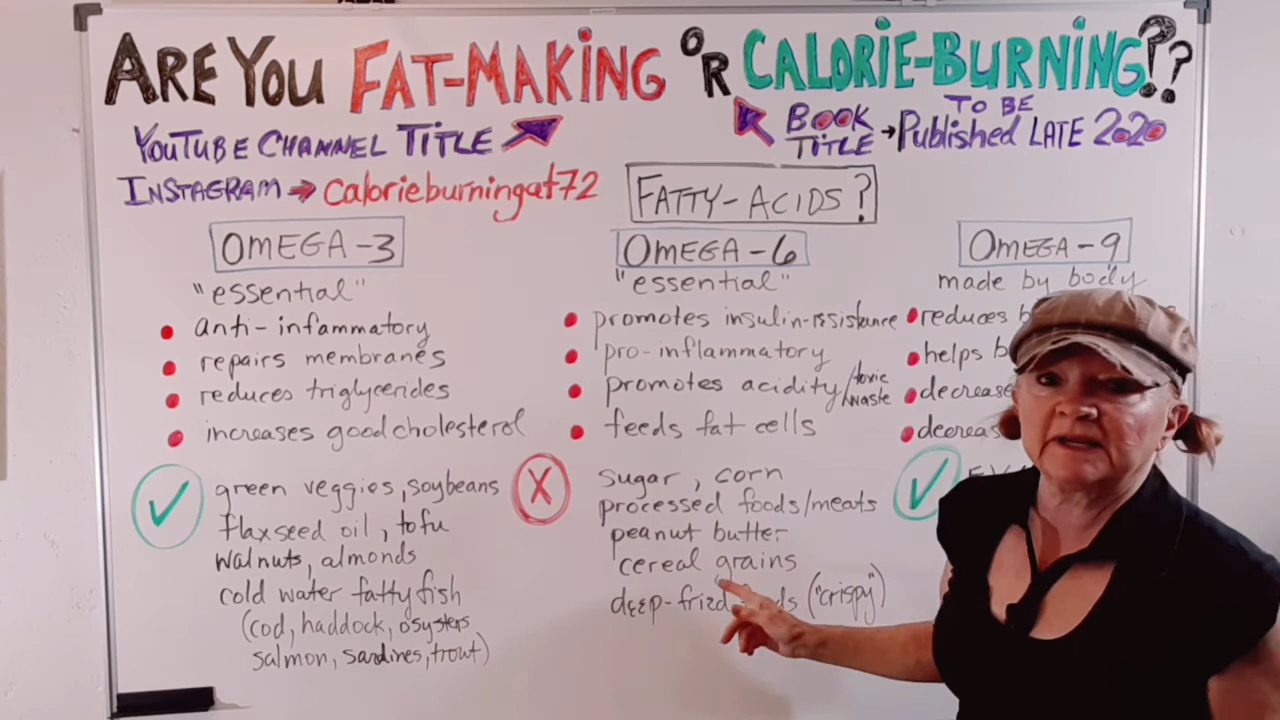 ARE YOU FAT-MAKING OR CALORIE-BURNING??
YOUTUBE CHANNEL TITLE
BOOK TITLE → TO BE Published LATE 2020
INSTAGRAM → calorieburningat72
FATTY-ACIDS?
OMEGA-3
"essential"
anti-infammatory
repairs membranes
reduces triglycerides
increases good cholesterol
green veggies, soybeans
flaxseed oil, tofu
walnuts, almonds
cold water fatty fish
(cod, haddock, osysters
salmon, sardines, trout)
OMEGA-6
"essential"
promotes insulin-resistance
pro-inflammatory
promotes acidity/toxic waste
feeds fat cells
X
sugar, corn
processed foods/meats
peanut butter
cereal grains
deep-fried ("crispy")
OMEGA-9
made by body
reduces
helps
decrease
decreas